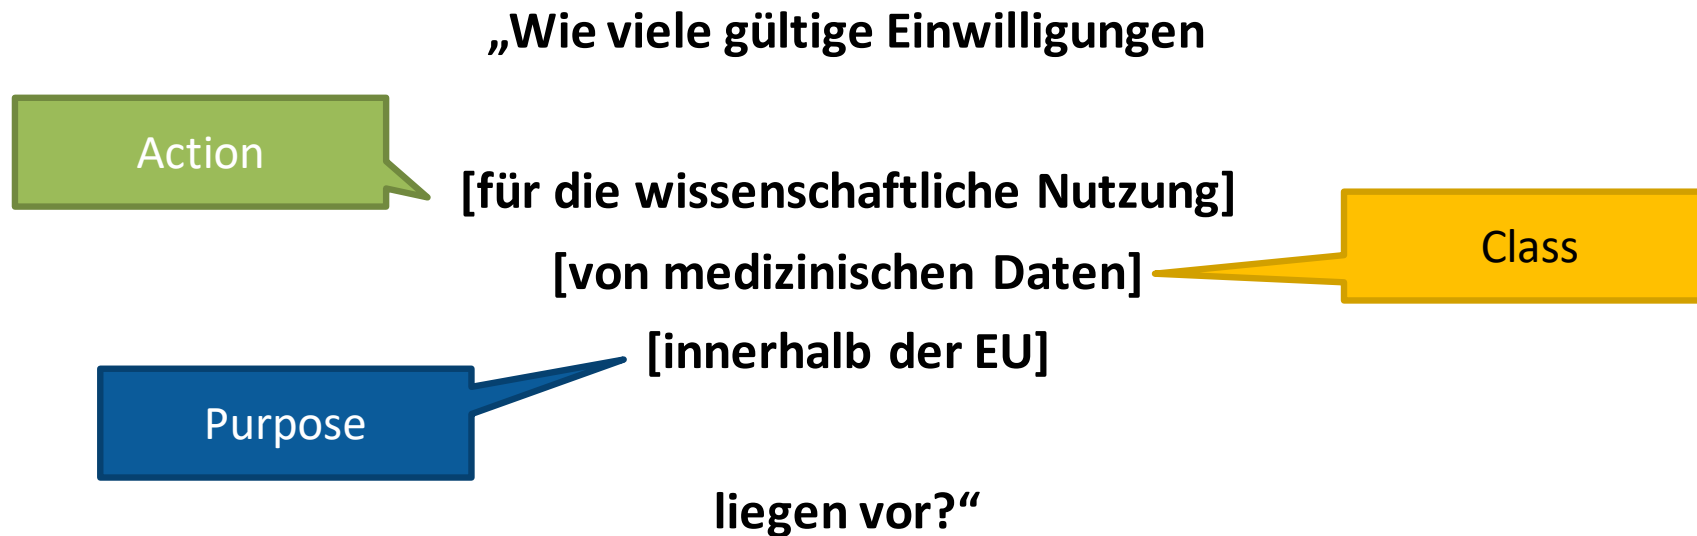 „Wie viele gültige Einwilligungen
Action
[für die wissenschaftliche Nutzung]
Class
[von medizinischen Daten]
[innerhalb der EU]
Purpose
liegen vor?“